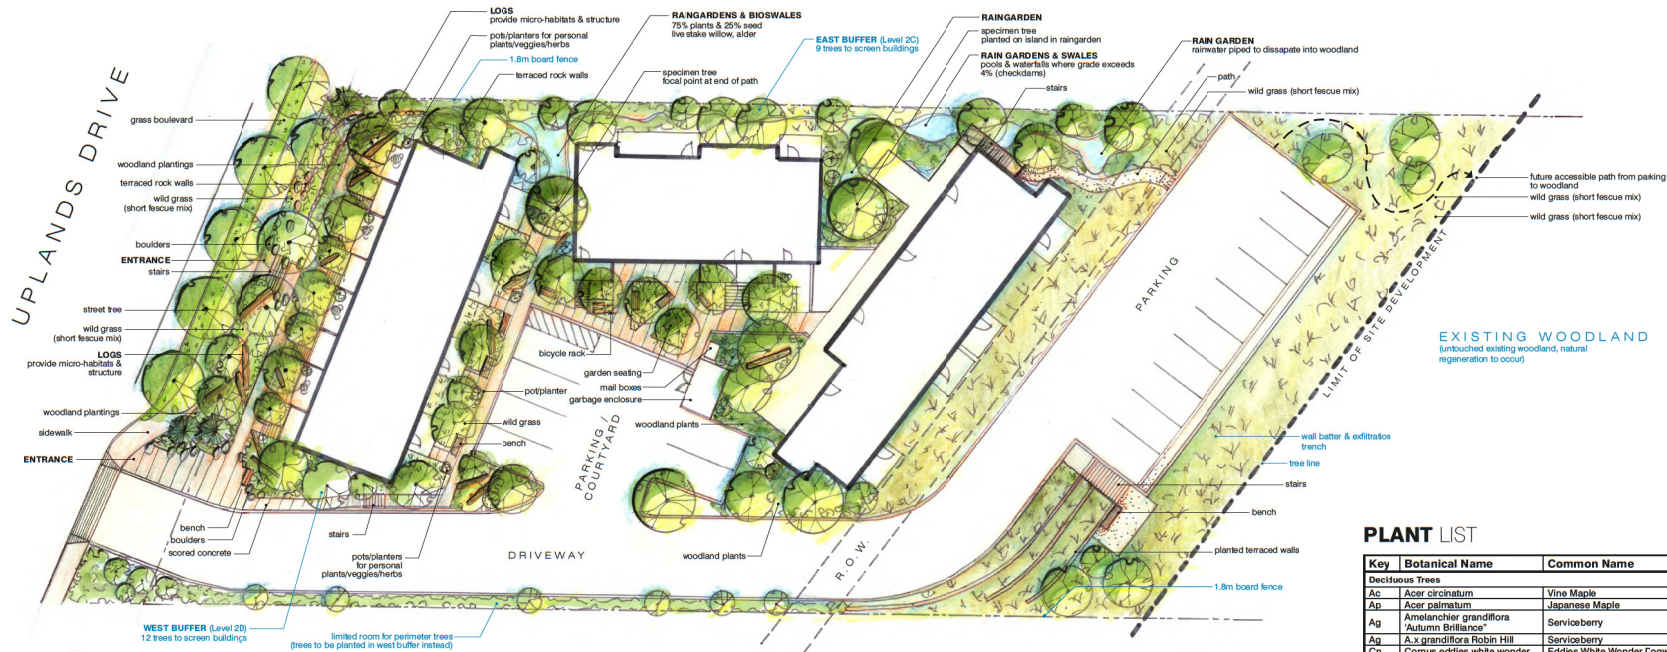 LOGS
provide micro-habitats & structure
pots/planters for personal
plants/veggies/herbs
1.8m board fence
terraced rock walls
RAINGARDENS & BIOSWALES
75% plants & 25% seed
live stake willow, alder
specimen tree
focal point at end of path
EAST BUFFER (Level 2C)
9 trees to screen buildings
RAINGARDEN
specimen tree
planted on island in raingarden
RAIN GARDENS & SWALES
pools & waterfalls where grade exceeds
4% (checkdams)
stairs
RAIN GARDEN
rainwater piped to dissapate into woodland
path
wild grass (short fescue mix)
UPLANDS DRIVE
grass boulevard
woodland plantings
terraced rock walls
wild grass
(short fescue mix)
boulders
ENTRANCE
stairs
street tree
wild grass
(short fescue mix)
LOGS
provide micro-habitats &
structure
woodland plantings
sidewalk
ENTRANCE
bench
boulders
scored concrete
stairs
pots/planters
for personal
plants/veggies/herbs
WEST BUFFER (Level 2D)
12 trees to screen buildings
limited room for perimeter trees
(trees to be planted in west buffer instead)
DRIVEWAY
bicycle rack
garden seating
mail boxes
garbage enclosure
pot/planter
wild grass
bench
woodland plants
PARKING /
COURTYARD
woodland plants
R.O.W.
PARKING
future accessible path from parking
to woodland
wild grass (short fescue mix)
wild grass (short fescue mix)
LIMIT OF SITE DEVELOPMENT
EXISTING WOODLAND
(untouched existing woodland, natural
regeneration to occur)
wall batter & exfiltration
trench
tree line
stairs
bench
planted terraced walls
1.8m board fence
PLANT LIST
Key Botanical Name Common Name
Deciduous Trees
Ac Acer circinatum Vine Maple
Ap Acer palmatum Japanese Maple
Ag Amelanchier grandiflora
'Autumn Brilliance" Serviceberry
Ag A.x grandiflora Robin Hill Serviceberry
Cornus eddies white wonder Eddies White Wonder